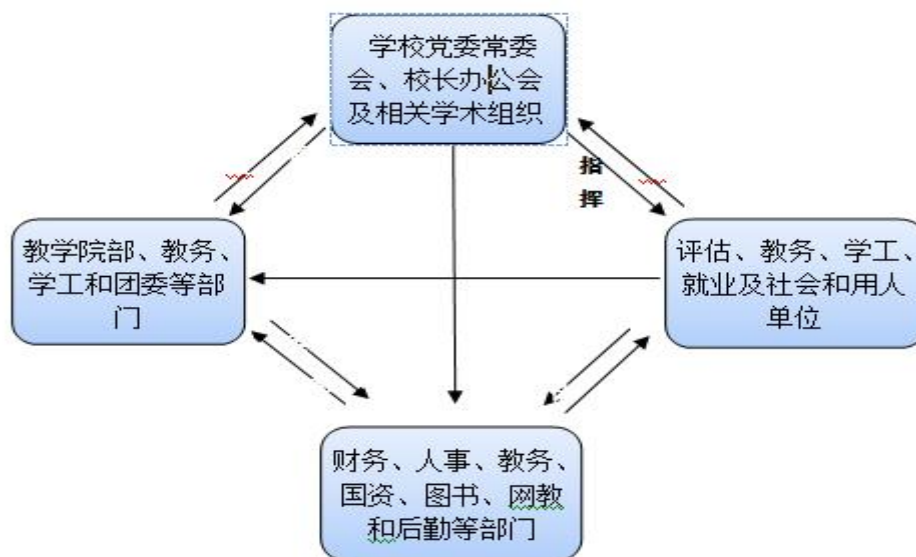 学校党委常委
会、校长办公会
及相关学术组织
指
挥
教学院部、教务、
学工和团委等部
门
评估、教务、学工、
就业及社会和用人
单位
财务、人事、教务、
国资、图书、网教
和后勤等部门